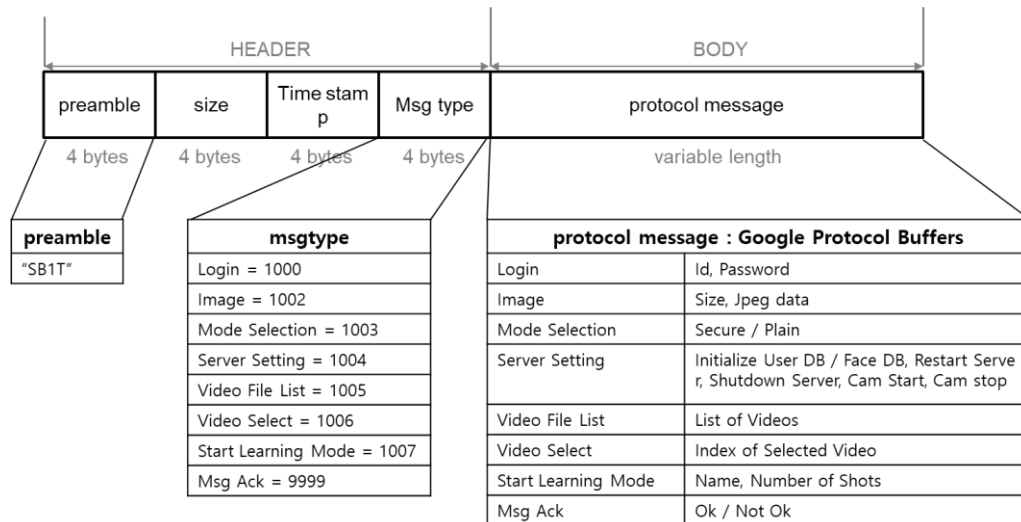 HEADER
BODY
preamble
size
Time stam
p
Msg type
protocol message
4 bytes
4 bytes
4 bytes
4 bytes
variable length
preamble
"SB1T"
msgtype
Login = 1000
Image = 1002
Mode Selection = 1003
Server Setting = 1004
Video File List = 1005
Video Select = 1006
Start Learning Mode = 1007
Msg Ack = 9999
protocol message : Google Protocol Buffers
Login
Id, Password
Image
Size, Jpeg data
Mode Selection
Secure / Plain
Server Setting
Initialize User DB / Face DB, Restart Serve
r, Shutdown Server, Cam Start, Cam stop
Video File List
List of Videos
Video Select
Index of Selected Video
Start Learning Mode
Name, Number of Shots
Msg Ack
Ok / Not Ok